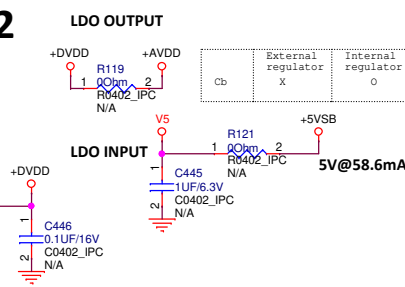 2
LDO OUTPUT
+DVDD
+AVDD
R119
1
0Ohm
2
R0402_IPC
N/A
External
regulator
Internal
regulator
Cb
X
O
LDO INPUT
V5
+5VSB
R121
1
0Ohm
2
R0402_IPC
N/A
5V@58.6mA
1
C445
1UF/6.3V
C0402_IPC
2
N/A
+DVDD
1
C446
0.1UF/16V
C0402_IPC
2
N/A